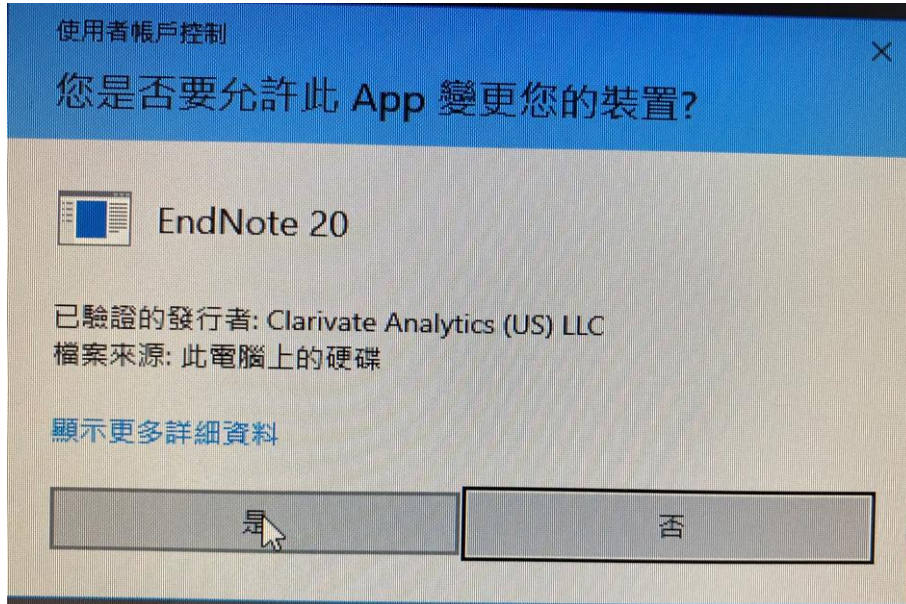 使用者帳戶控制
您是否要允許此 App 變更您的裝置?
EndNote 20
已驗證的發行者: Clarivate Analytics (US) LLC
檔案來源: 此電腦上的硬碟
顯示更多詳細資料
是
否